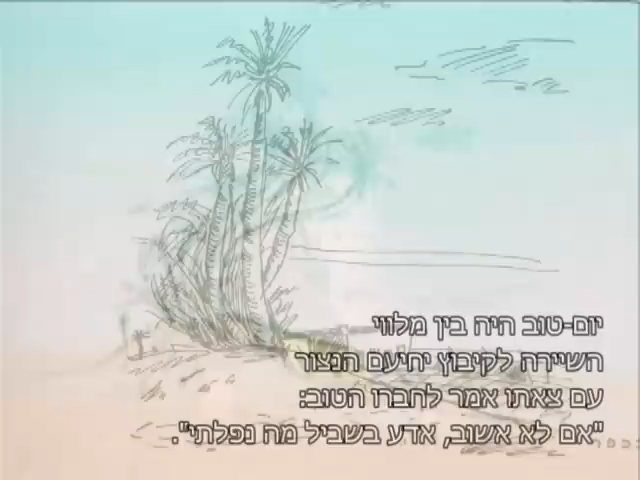 יום-טוב היה בין מלווי
השיירה לקיבוץ יחיעם הנצור
עם צאתו אמר לחברו הטוב:
"אם לא אשוב, אדע בשביל מה נפלתי".